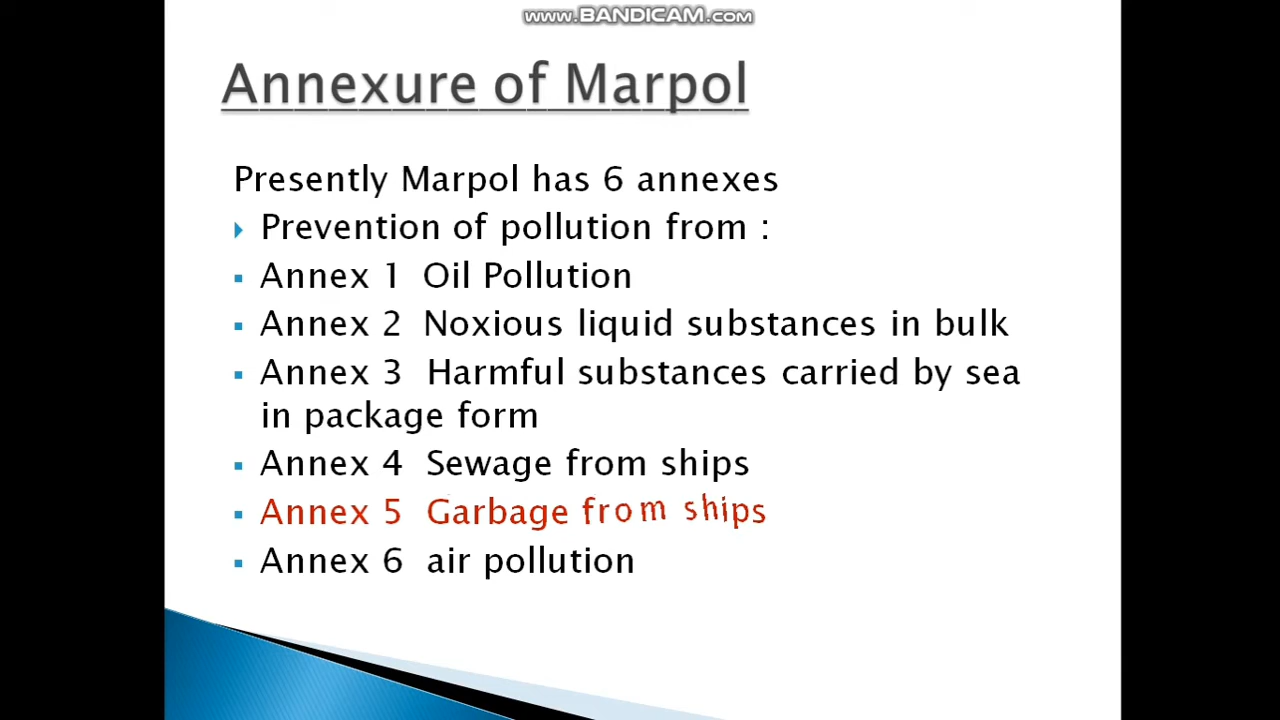 www.BANDICAM.com
Annexure of Marpol
Presently Marpol has 6 annexes
Prevention of pollution from :
Annex 1 Oil Pollution
Annex 2 Noxious liquid substances in bulk
Annex 3 Harmful substances carried by sea
in package form
Annex 4 Sewage from ships
Annex 5 Garbage from ships
Annex 6 air pollution